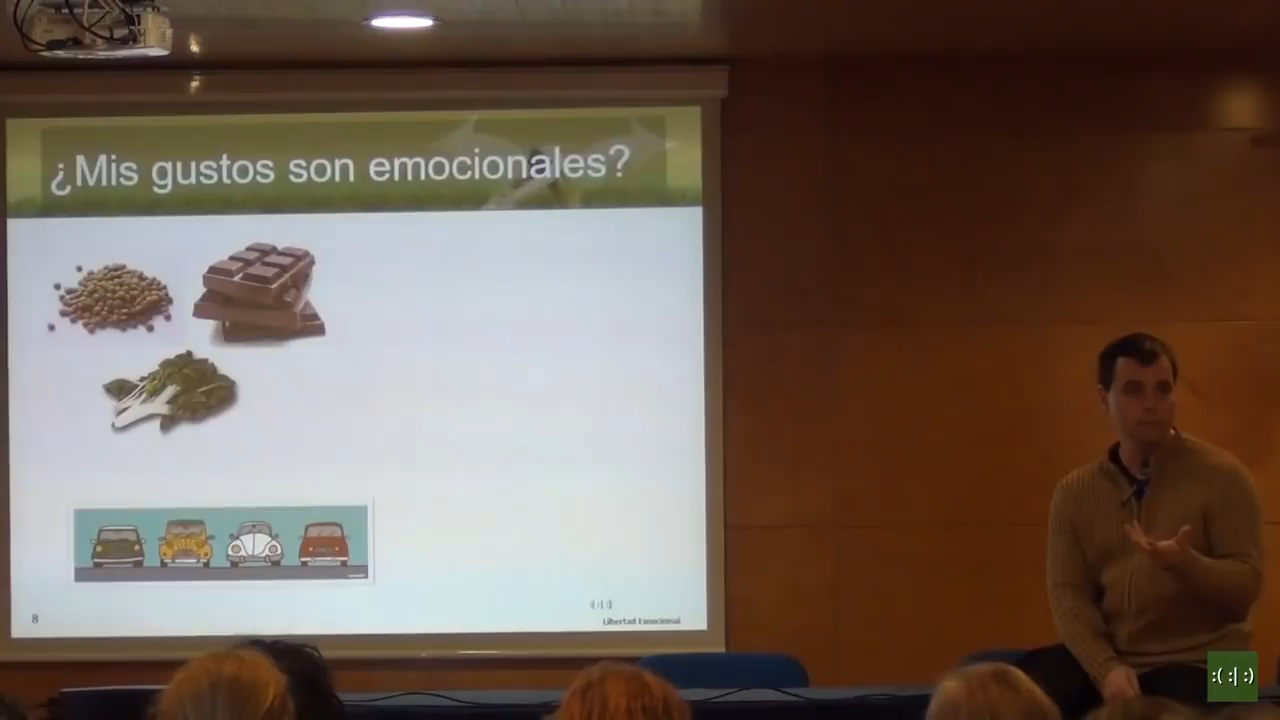 ¿Mis gustos son emocionales?
8
:( :| :)
Libertad Emocional
:( :| :)